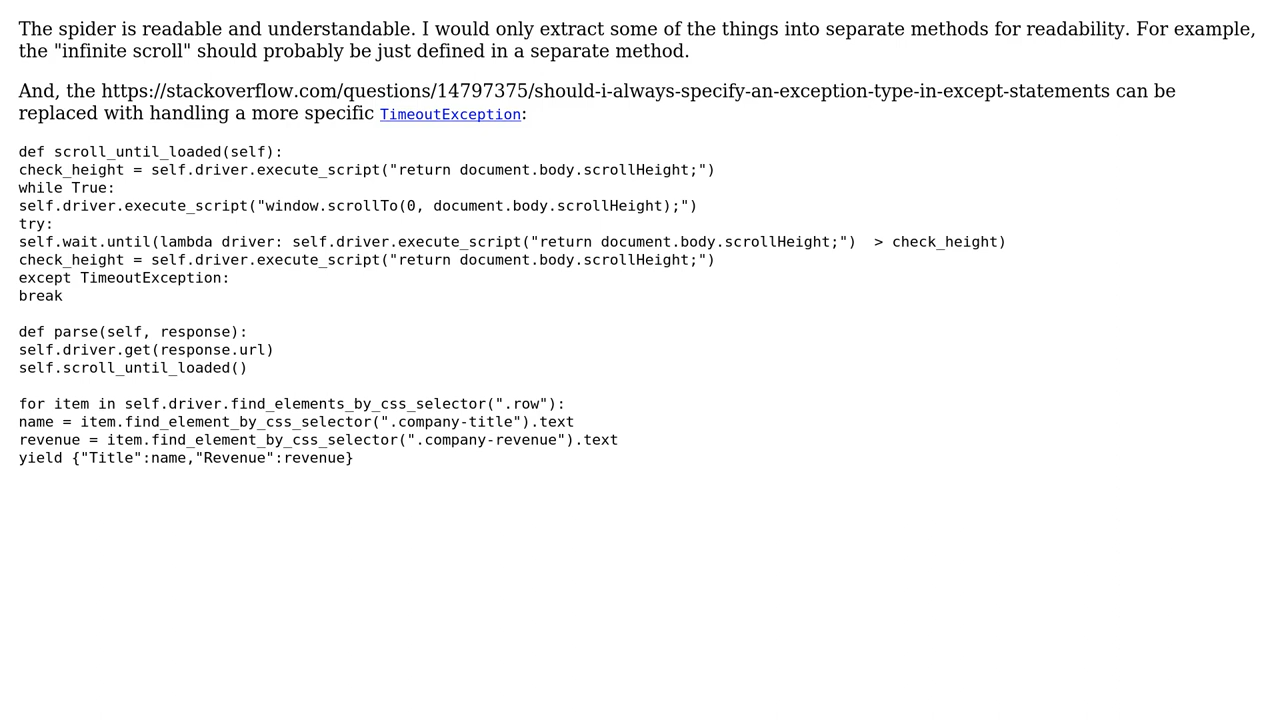 The spider is readable and understandable. I would only extract some of the things into separate methods for readability. For example,
the "infinite scroll" should probably be just defined in a separate method.
And, the https://stackoverflow.com/questions/14797375/should-i-always-specify-an-exception-type-in-except-statements can be
replaced with handling a more specific TimeoutException:
def scroll_until_loaded(self):
check_height = self.driver.execute_script("return document.body.scrollHeight;")
while True:
self.driver.execute_script("window.scrollTo(0, document.body.scrollHeight);")
try:
self.wait.until(lambda driver: self.driver.execute_script("return document.body.scrollHeight;")  > check_height)
check_height = self.driver.execute_script("return document.body.scrollHeight;")
except TimeoutException:
break
def parse(self, response):
self.driver.get(response.url)
self.scroll_until_loaded()
for item in self.driver.find_elements_by_css_selector(".row"):
name = item.find_element_by_css_selector(".company-title").text
revenue = item.find_element_by_css_selector(".company-revenue").text
yield {"Title":name,"Revenue":revenue}